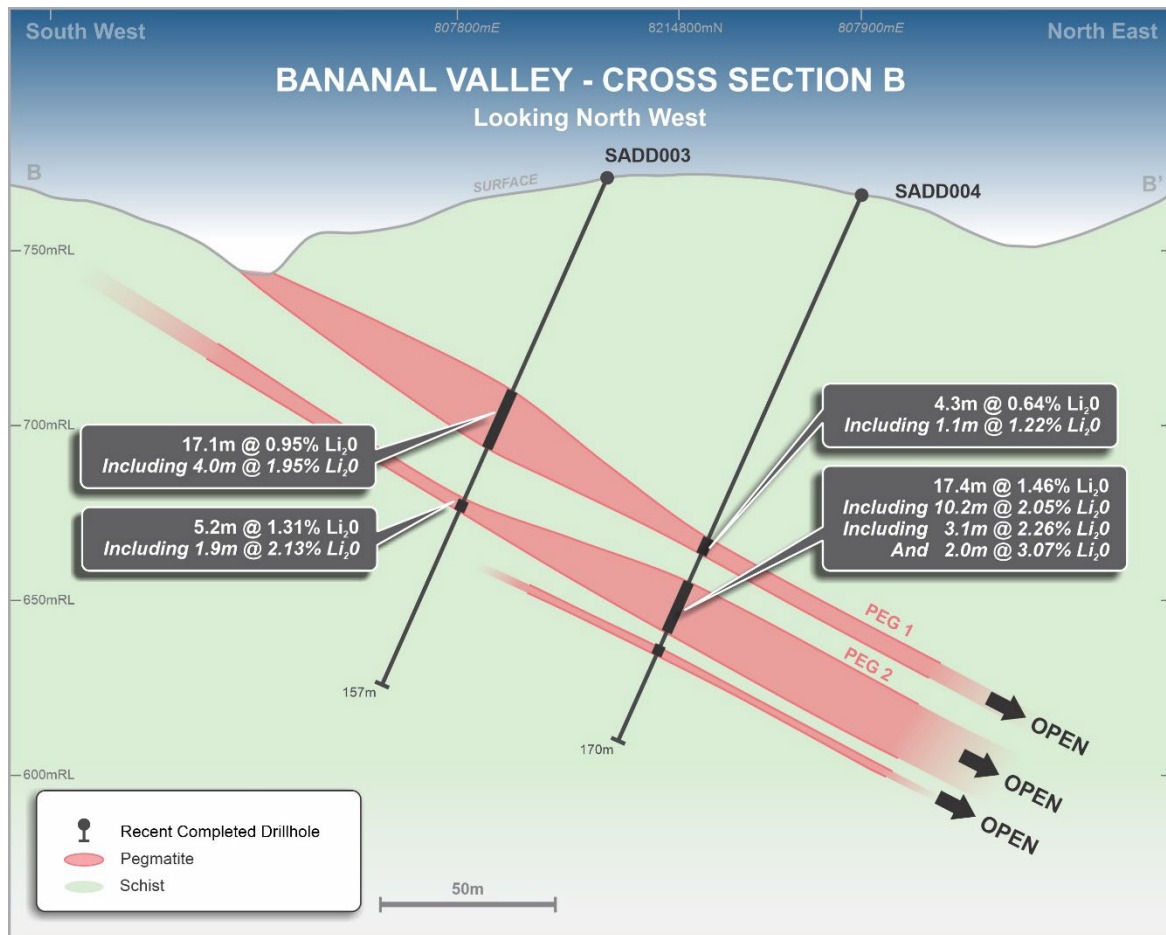 South West
807800mE
8214800mN
807900mE
North East
BANANAL VALLEY - CROSS SECTION B
Looking North West
SADD003
B
SURFACE
SADD004
B'
750mRL
700mRL
4.3m @ 0.64% Li₂0
Including 1.1m @ 1.22% Li₂0
17.1m @ 0.95% Li₂0
Including 4.0m @ 1.95% Li₂0
17.4m @ 1.46% Li₂0
Including 10.2m @ 2.05% Li₂0
Including 3.1m @ 2.26% Li₂0
And 2.0m @ 3.07% Li₂0
5.2m @ 1.31% Li₂0
Including 1.9m @ 2.13% Li₂0
650mRL
PEG 1
PEG 2
157m
170m
OPEN
OPEN
OPEN
600mRL
Recent Completed Drillhole
Pegmatite
Schist
50m